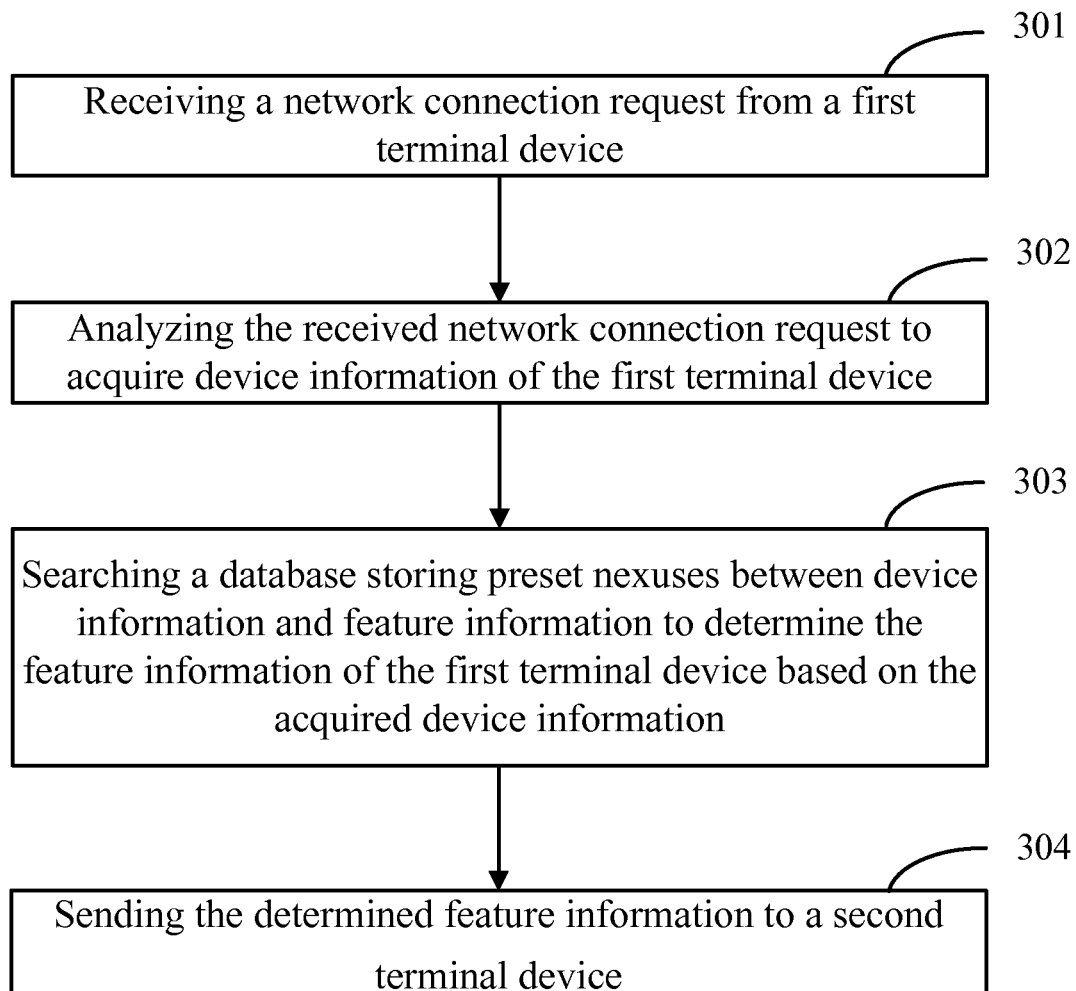 301
Receiving a network connection request from a first
terminal device
302
Analyzing the received network connection request to
acquire device information of the first terminal device
303
Searching a database storing preset nexuses between device
information and feature information to determine the
feature information of the first terminal device based on the
acquired device information
304
Sending the determined feature information to a second
terminal device